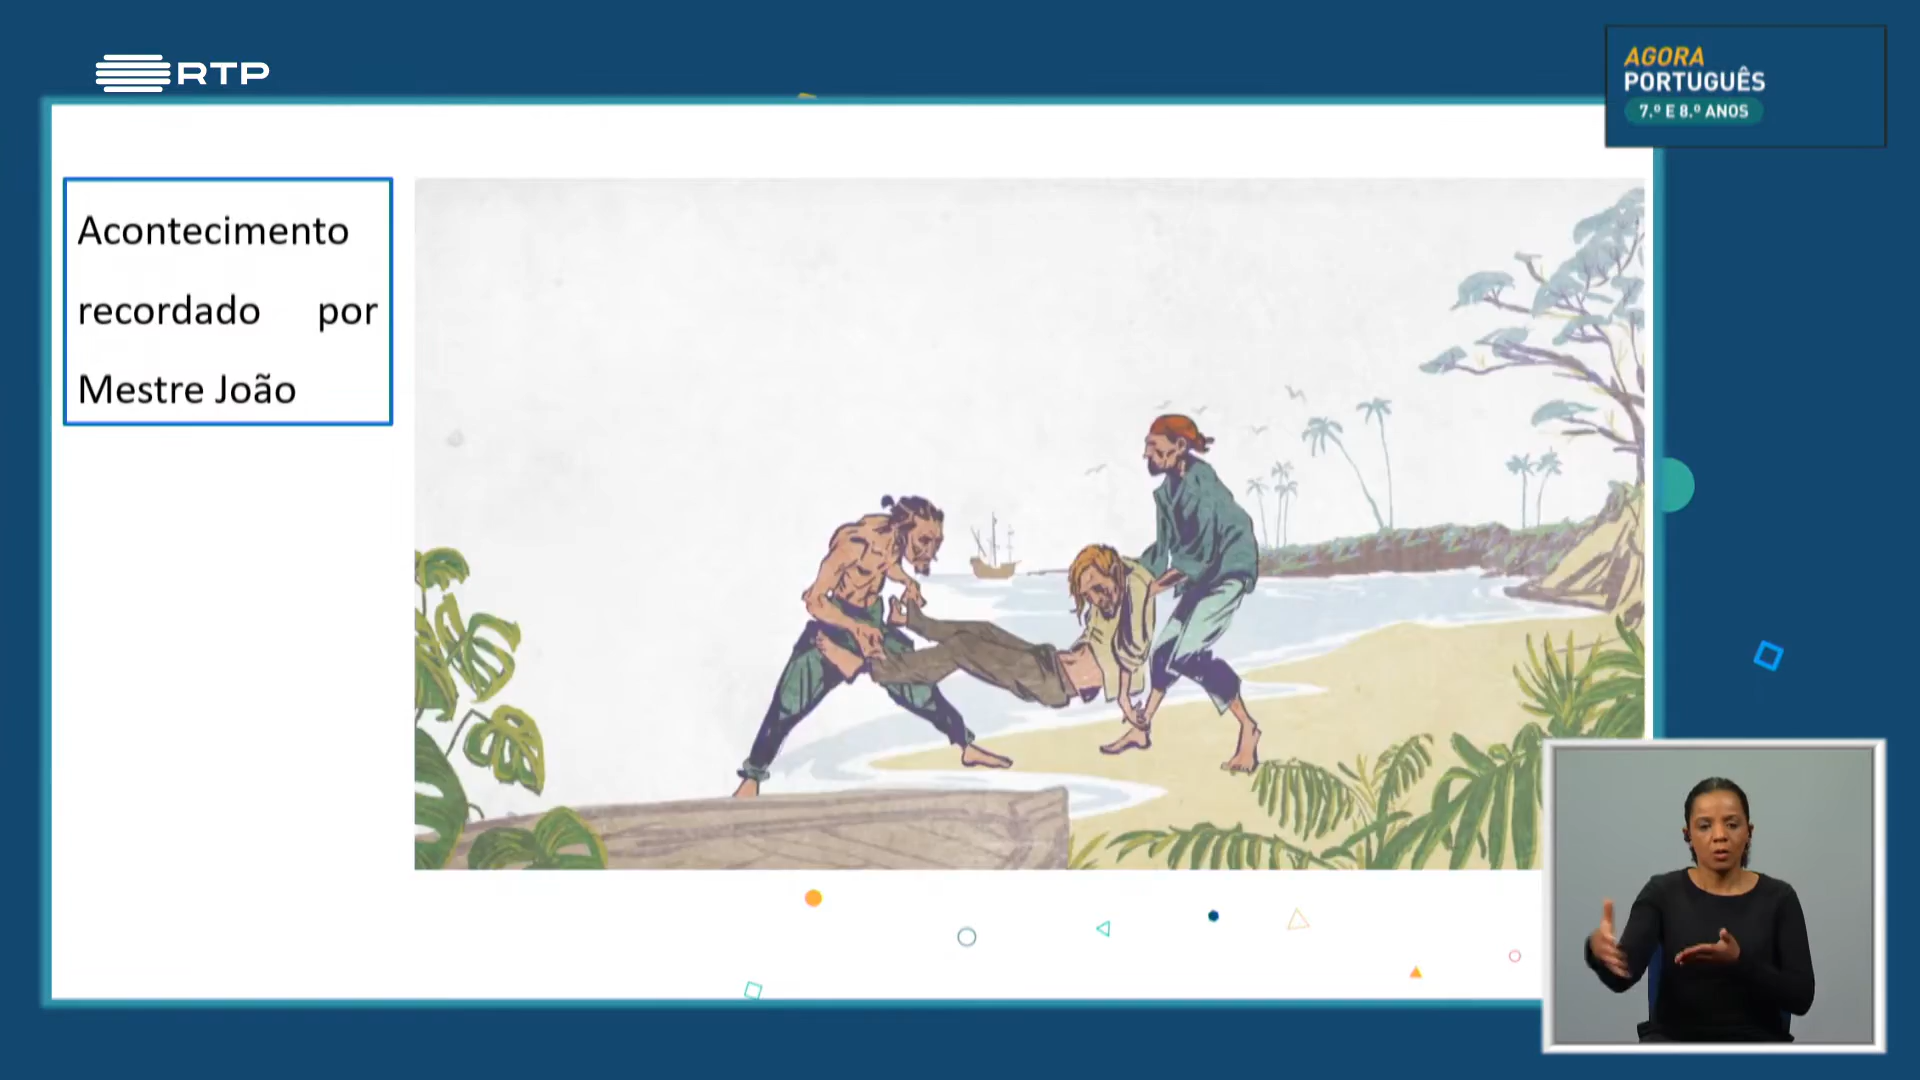 RTP
AGORA
PORTUGUÊS
7.º E 8.º ANOS
Acontecimento
recordado por
Mestre João